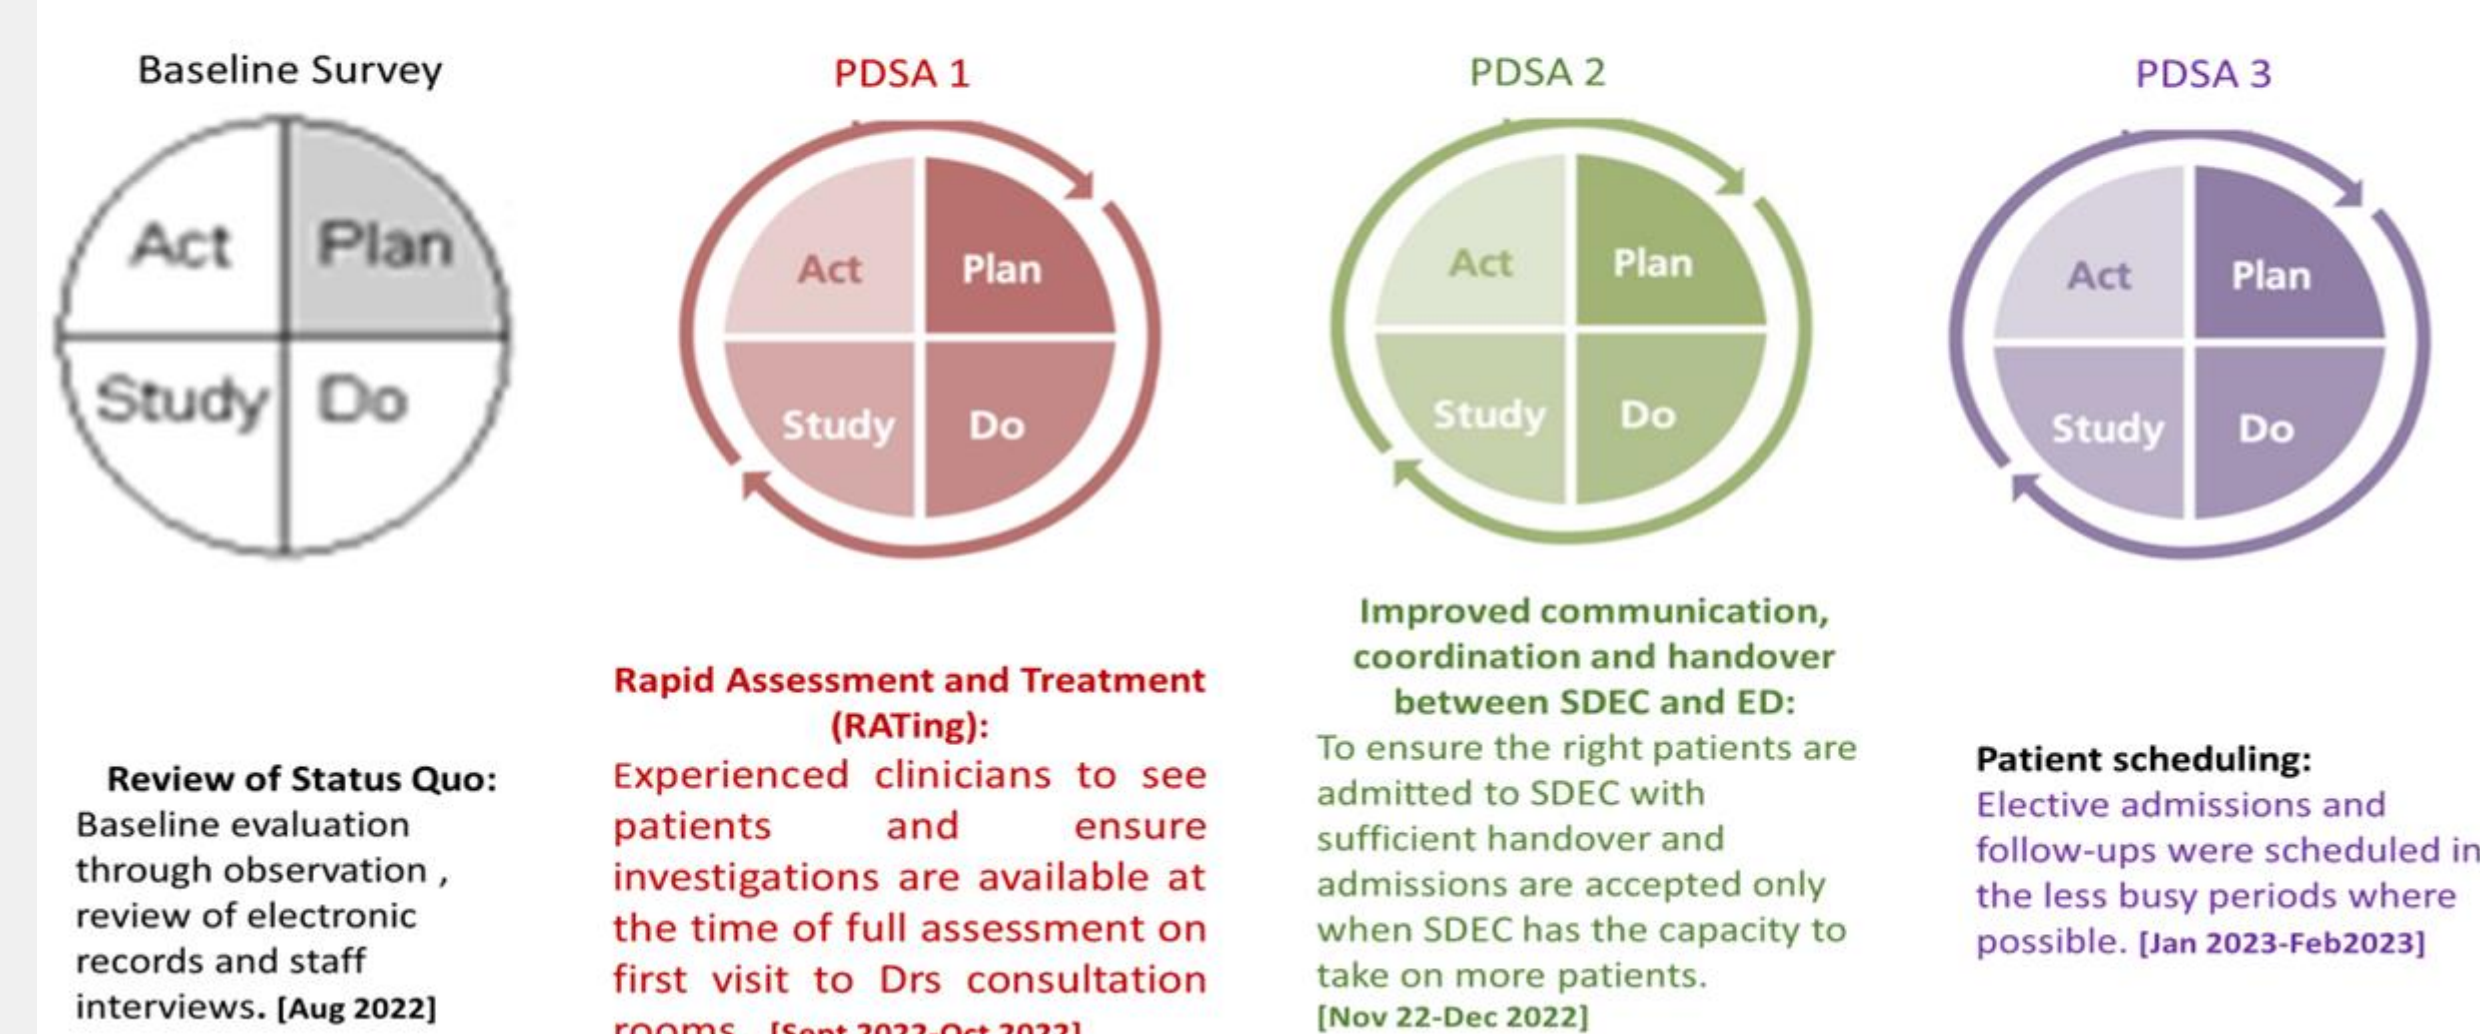 Baseline Survey
Act
Plan
Study
Do
Review of Status Quo:
Baseline evaluation
through observation ,
review of electronic
records and staff
interviews. [Aug 2022]
PDSA 1
Act
Plan
Study
Do
Rapid Assessment and Treatment
(RATing):
Experienced clinicians to see
patients and ensure
investigations are available at
the time of full assessment on
first visit to Drs consultation
rooms. [Sept 2022-Oct 2022]
PDSA 2
Act
Plan
Study
Do
Improved communication,
coordination and handover
between SDEC and ED:
To ensure the right patients are
admitted to SDEC with
sufficient handover and
admissions are accepted only
when SDEC has the capacity to
take on more patients.
[Nov 22-Dec 2022]
PDSA 3
Act
Plan
Study
Do
Patient scheduling:
Elective admissions and
follow-ups were scheduled in
the less busy periods where
possible. [Jan 2023-Feb2023]